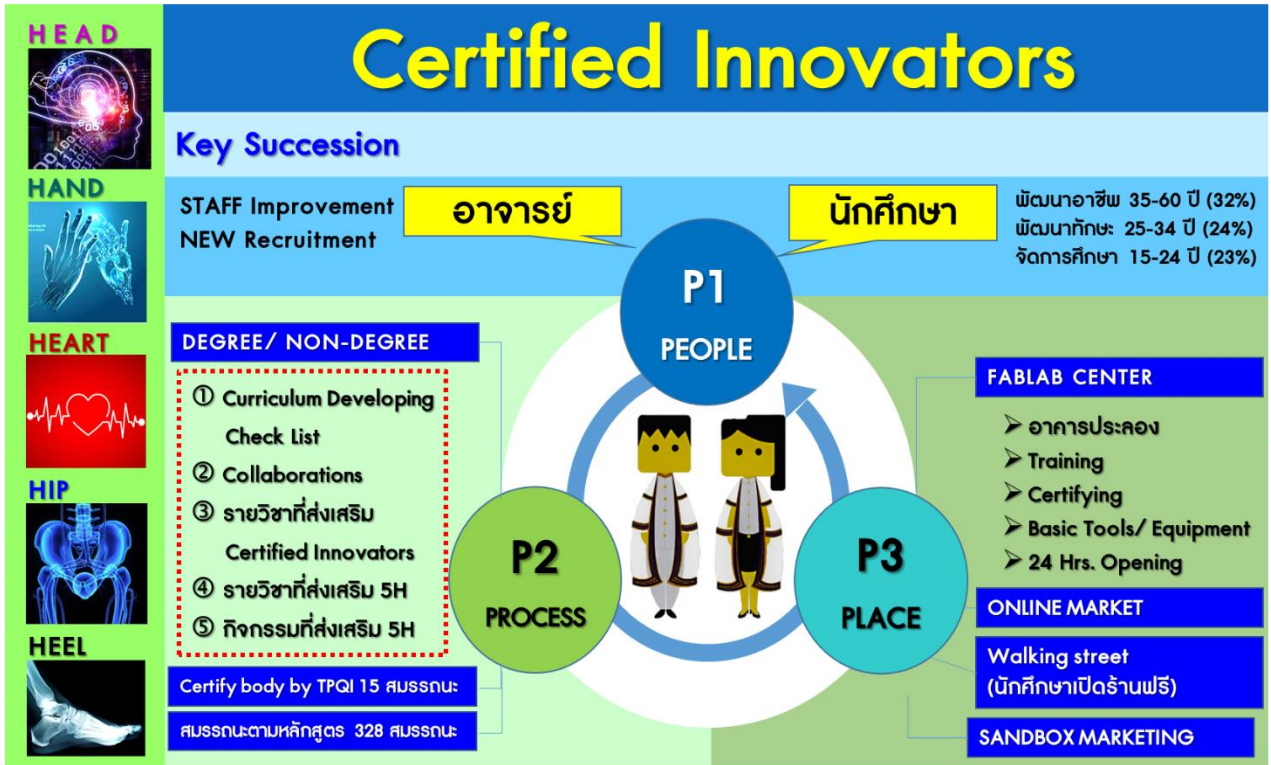 Certified Innovators
HEAD
HAND
HEART
HIP
HEEL
Key Succession
STAFF Improvement
NEW Recruitment
อาจารย์
นักศึกษา
พัฒนาอาชีพ 35-60 ปี (32%)
พัฒนาทักษะ 25-34 ปี (24%)
จัดการศึกษา 15-24 ปี (23%)
P1
PEOPLE
DEGREE/ NON-DEGREE
① Curriculum Developing
Check List
② Collaborations
③ รายวิชาที่ส่งเสริม
Certified Innovators
④ รายวิชาที่ส่งเสริม 5H
⑤ กิจกรรมที่ส่งเสริม 5H
Certify body by TPQI 15 สมรรถนะ
สมรรถนะตามหลักสูตร 328 สมรรถนะ
P2
PROCESS
P3
PLACE
FABLAB CENTER
➢ อาคารประลอง
➢ Training
➢ Certifying
➢ Basic Tools/ Equipment
➢ 24 Hrs. Opening
ONLINE MARKET
Walking street
(นักศึกษาเปิดร้านฟรี)
SANDBOX MARKETING